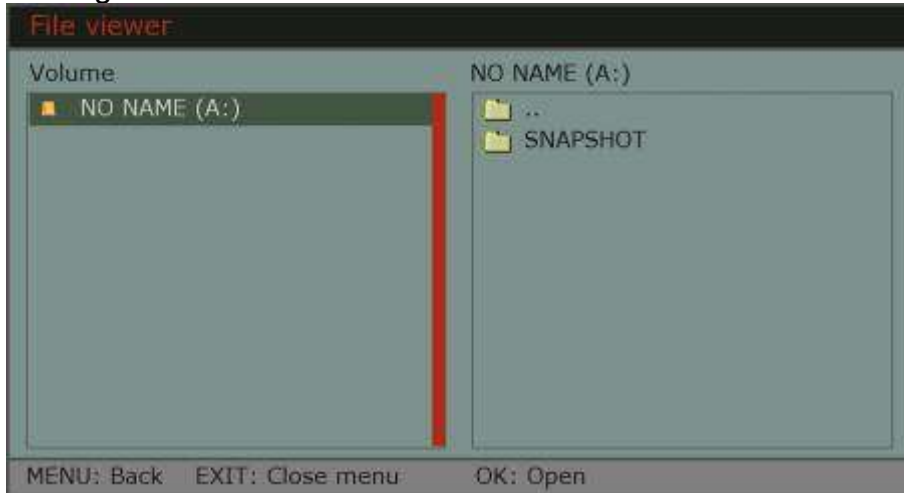 File viewer
Volume
NO NAME (A:)
NO NAME (A:)
..
SNAPSHOT
MENU: Back EXIT: Close menu OK: Open